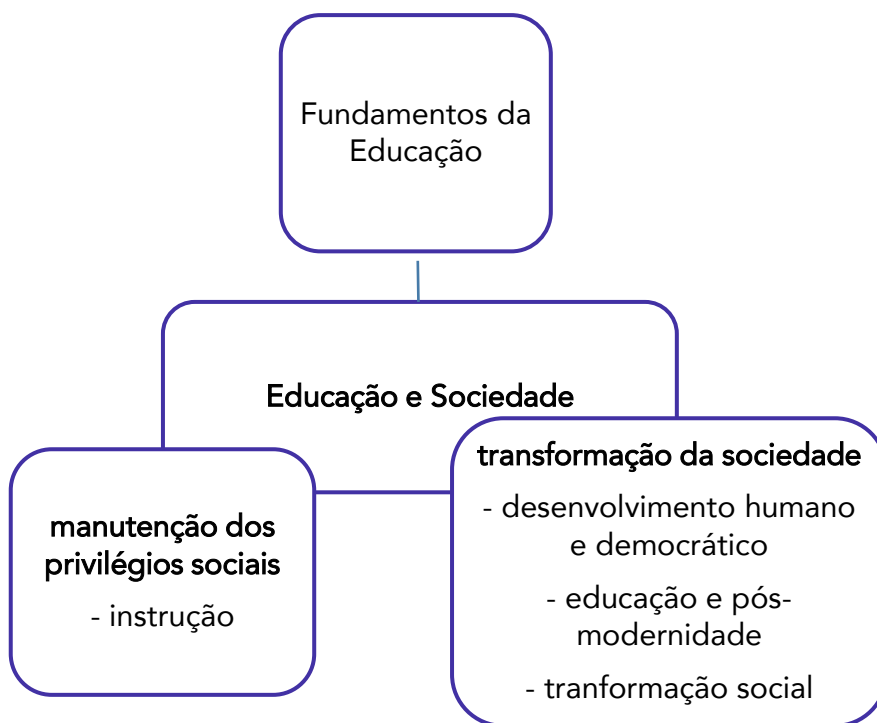 Fundamentos da
Educação
Educação e Sociedade
manutenção dos
privilégios sociais
- instrução
transformação da sociedade
- desenvolvimento humano
e democrático
- educação e pós-
modernidade
- tranformação social